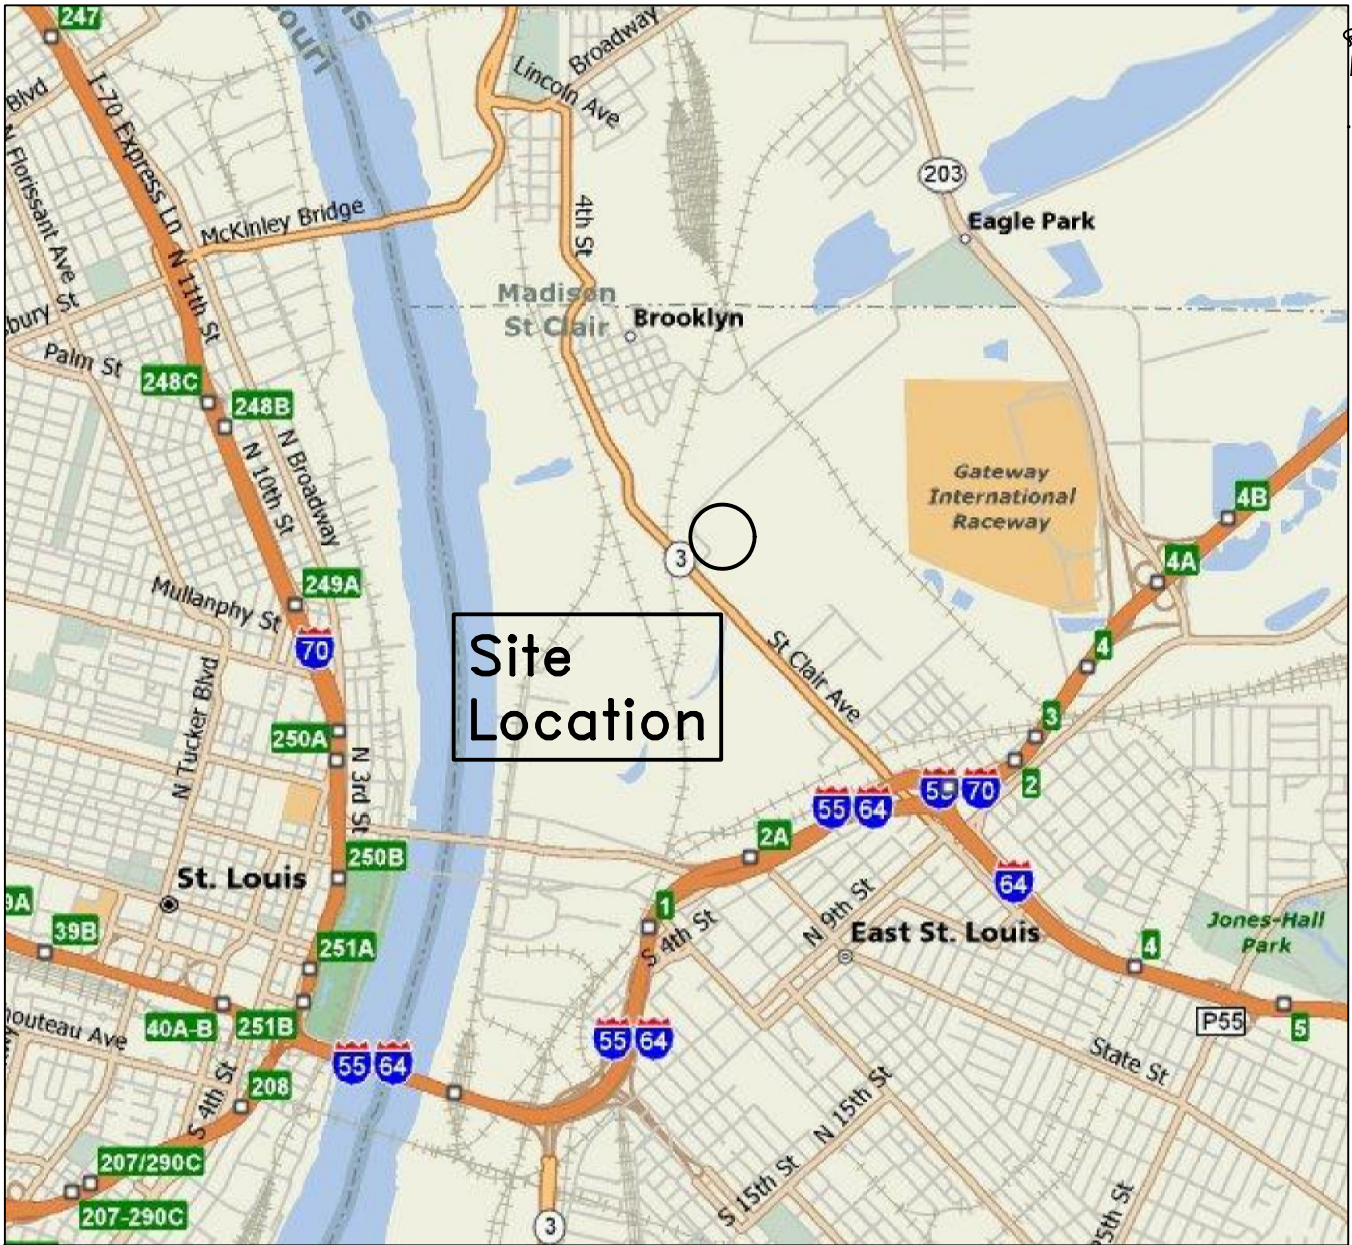 247
Blvd
N Florissant Ave
I-70 Express Ln
McKinley Bridge
N 11th St
Palm St
248C
248B
N 10th St
N Broadway
Lincoln Ave
Broadway
4th St
203
Eagle Park
Madison
St Clair
Brooklyn
Gateway
International
Raceway
4B
4A
4
3
2
3
Site
Location
St Clair Ave
Mullanphy St
249A
70
N Tucker Blvd
250A
N 3rd St
250B
St. Louis
9A
39B
251A
40A-B
251B
208
S 4th St
207/290C
207-290C
55
64
55
64
1
S 4th St
2A
55
64
55
70
64
N 9th St
East St. Louis
4
Jones-Hall
Park
P55
5
State St
N 15th St
S 15th St
3